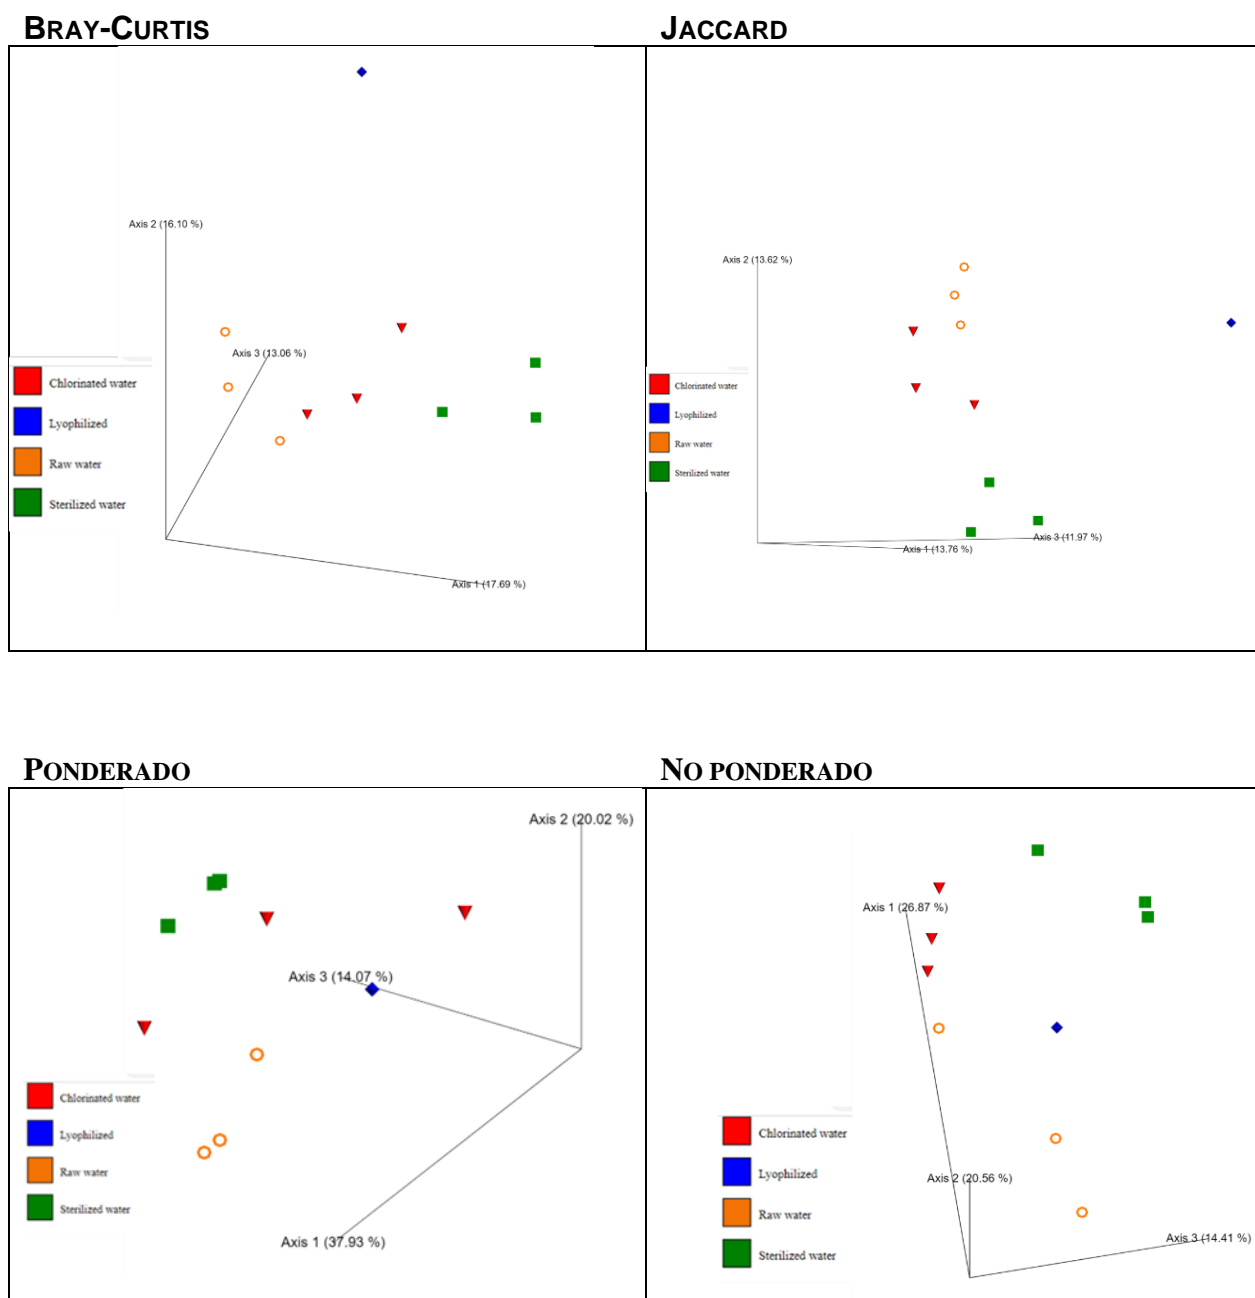 BRAY-CURTIS
Axis 2 (16.10 %)
Axis 3 (13.06 %)
Axis 1 (17.69 %)
Chlorinated water
Lyophilized
Raw water
Sterilized water
JACCARD
Axis 2 (13.62 %)
Axis 3 (11.97 %)
Axis 1 (13.76 %)
Chlorinated water
Lyophilized
Raw water
Sterilized water
PONDERADO
Axis 2 (20.02 %)
Axis 3 (14.07 %)
Axis 1 (37.93 %)
Chlorinated water
Lyophilized
Raw water
Sterilized water
NO PONDERADO
Axis 1 (26.87 %)
Axis 2 (20.56 %)
Axis 3 (14.41 %)
Chlorinated water
Lyophilized
Raw water
Sterilized water